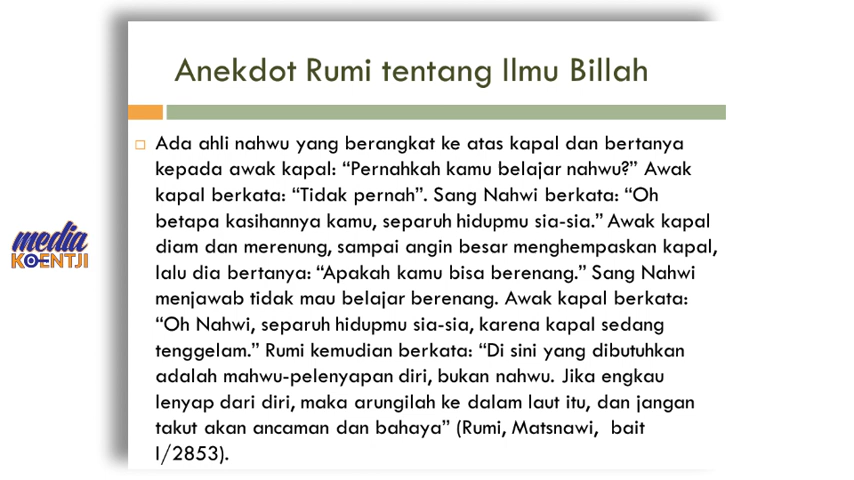 Anekdot Rumi tentang Ilmu Billah
Ada ahli nahwu yang berangkat ke atas kapal dan bertanya
kepada awak kapal: “Pernahkah kamu belajar nahwu?” Awak
kapal berkata: “Tidak pernah”. Sang Nahwi berkata: “Oh
betapa kasihannya kamu, separuh hidupmu sia-sia.” Awak kapal
diam dan merenung, sampai angin besar menghempaskan kapal,
lalu dia bertanya: “Apakah kamu bisa berenang.” Sang Nahwi
menjawab tidak mau belajar berenang. Awak kapal berkata:
“Oh Nahwi, separuh hidupmu sia-sia, karena kapal sedang
tenggelam.” Rumi kemudian berkata: “Di sini yang dibutuhkan
adalah mahwu-pelenyapan diri, bukan nahwu. Jika engkau
lenyap dari diri, maka arungilah ke dalam laut itu, dan jangan
takut akan ancaman dan bahaya” (Rumi, Matsnawi, bait
I/2853).
media
KOENTJI